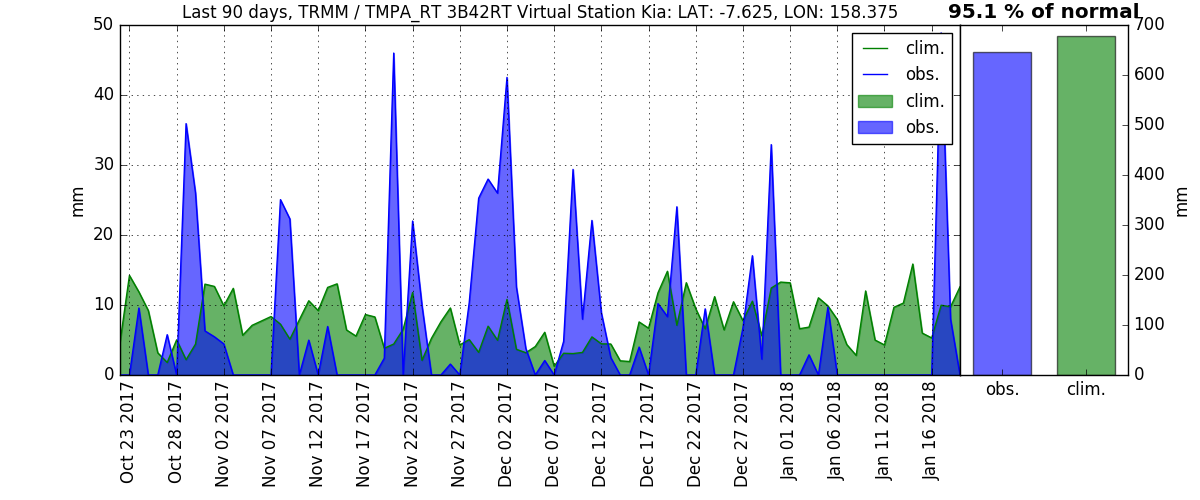 Last 90 days, TRMM / TMPA_RT 3B42RT Virtual Station Kia: LAT: -7.625, LON: 158.375
95.1 % of normal
clim.
obs.
clim.
obs.
mm
50
40
30
20
10
0
Oct 23 2017
Oct 28 2017
Nov 02 2017
Nov 07 2017
Nov 12 2017
Nov 17 2017
Nov 22 2017
Nov 27 2017
Dec 02 2017
Dec 07 2017
Dec 12 2017
Dec 17 2017
Dec 22 2017
Dec 27 2017
Jan 01 2018
Jan 06 2018
Jan 11 2018
Jan 16 2018
obs.
clim.
700
600
500
400
300
200
100
0
mm